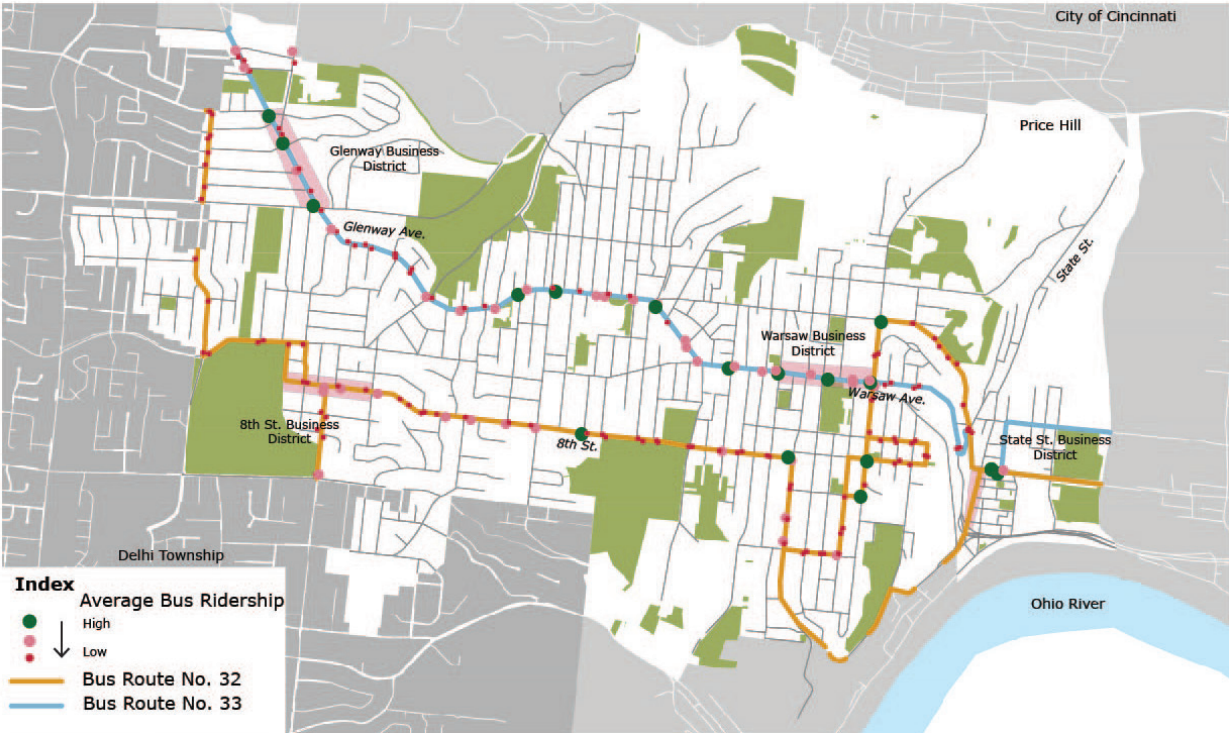 City of Cincinnati
Price Hill
Glenway Business
District
Glenway Ave.
State St.
Warsaw Business
District
Warsaw Ave.
8th St. Business
District
8th St.
State St. Business
District
Delhi Township
Ohio River
Index
Average Bus Ridership
High
Low
Bus Route No. 32
Bus Route No. 33